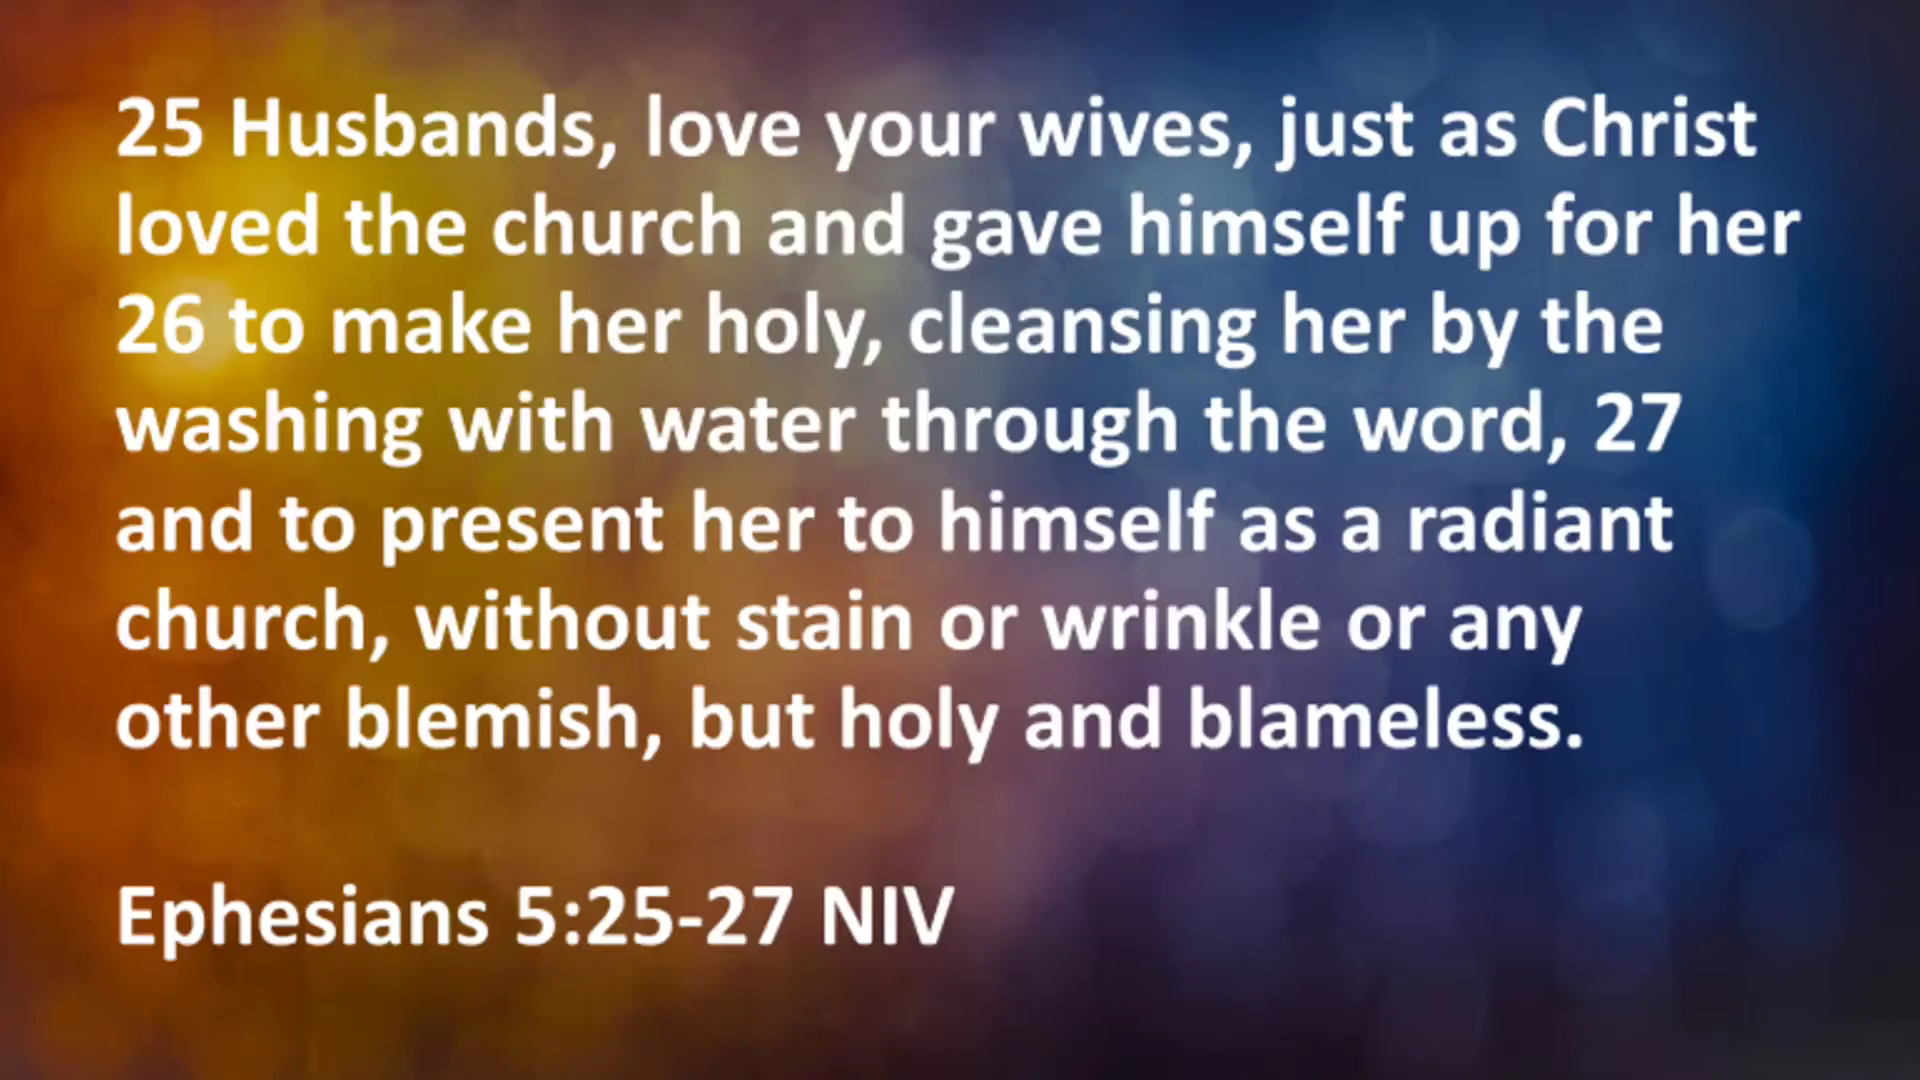 25 Husbands, love your wives, just as Christ
loved the church and gave himself up for her
26 to make her holy, cleansing her by the
washing with water through the word, 27
and to present her to himself as a radiant
church, without stain or wrinkle or any
other blemish, but holy and blameless.
Ephesians 5:25-27 NIV